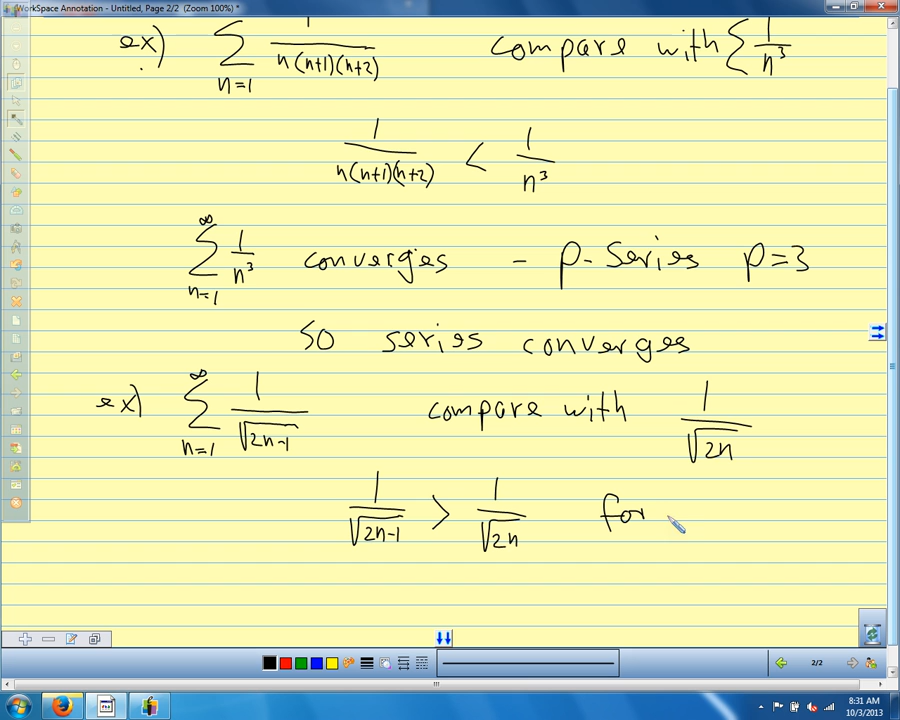 WorkSpace Annotation - Untitled, Page 2/2 (Zoom 100%) *
ex) Σ n=1 1/n(n+1)(n+2) compare with Σ 1/n³
1/n(n+1)(n+2) < 1/n³
∞ Σ n=1 1/n³ converges - p-series p=3
so series converges
ex) ∞ Σ n=1 1/√2n-1 compare with 1/√2n
1/√2n-1 > 1/√2n for
2/2
8:31 AM
10/3/2013